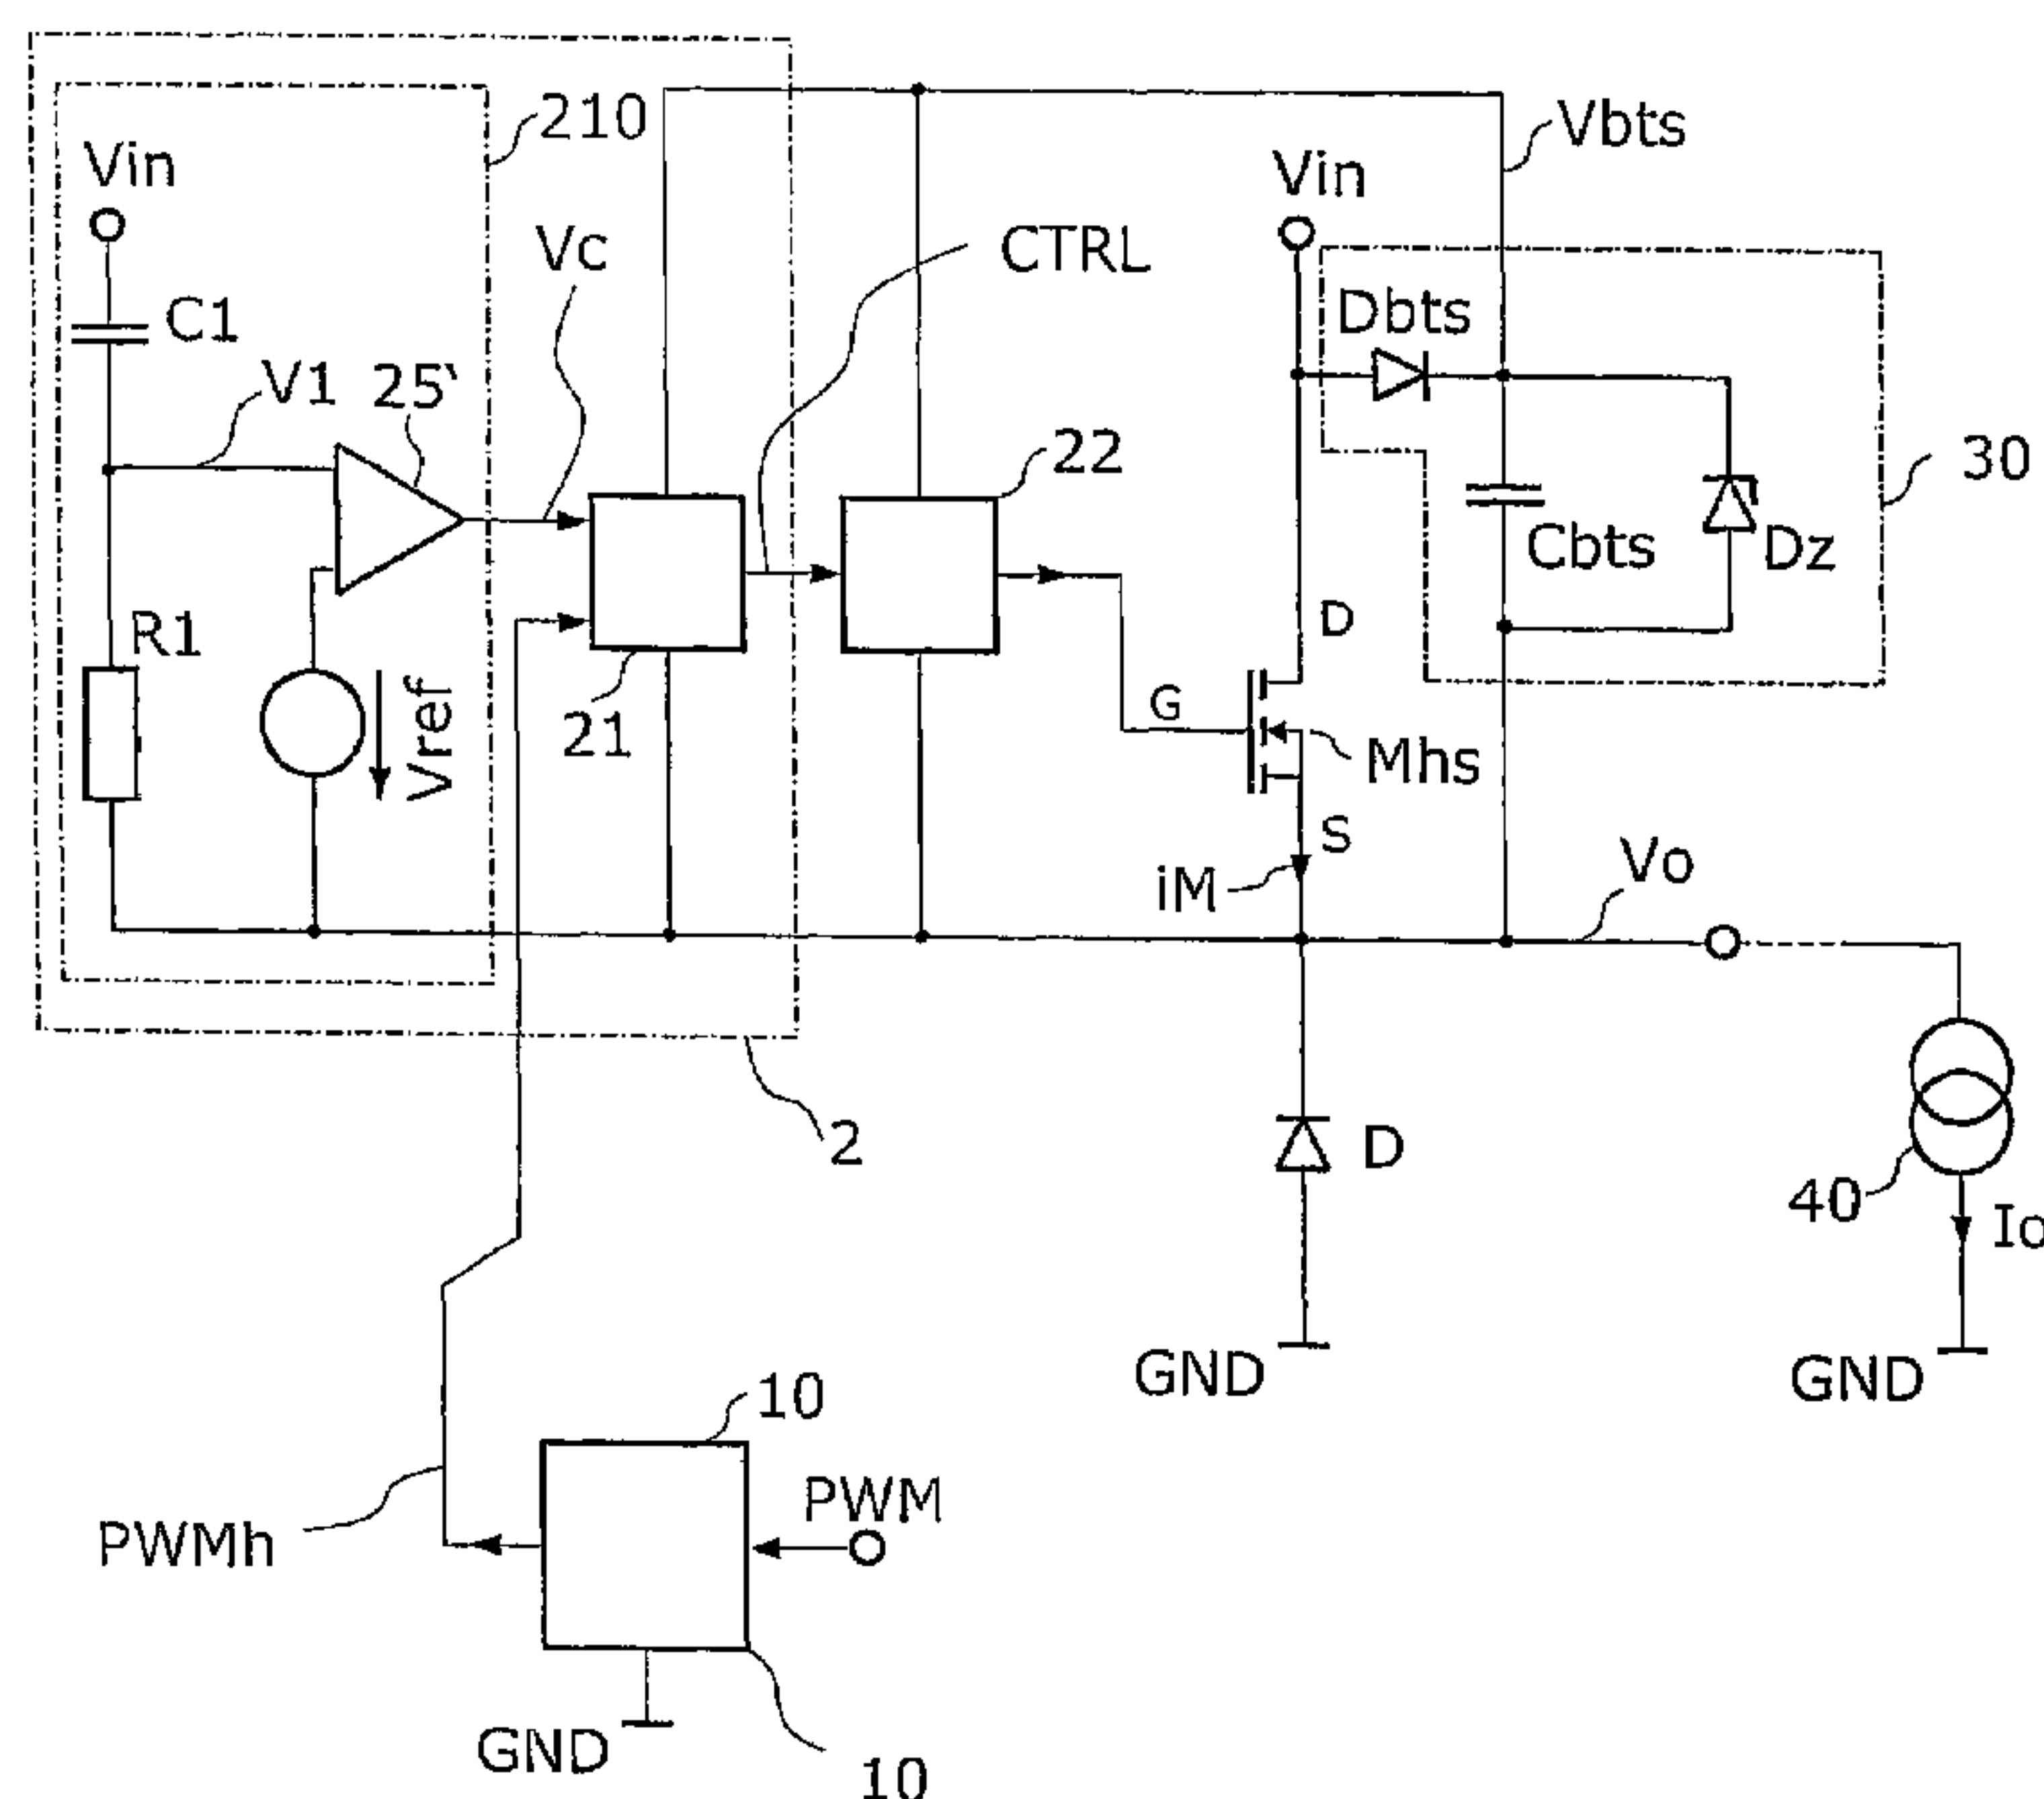 210
Vbts
Vin
Vin
Vc
CTRL
C1
Dbts
V1
25'
22
30
Cbts
Dz
R1
D
Vref
21
G
Mhs
S
iM
Vo
2
D
40
Io
GND
GND
10
PWM
PWMh
GND
10